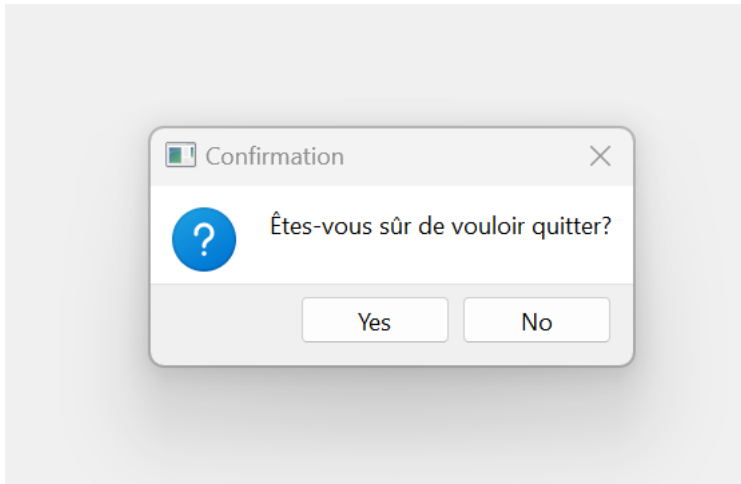 Confirmation
Êtes-vous sûr de vouloir quitter?
Yes
No